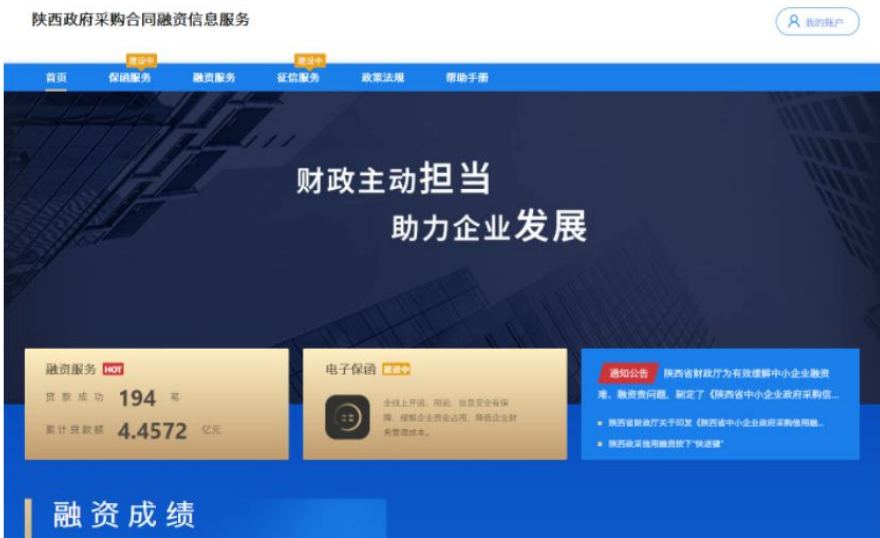 陕西政府采购合同融资信息服务
我的账户
建设中 建设中
首页 保函服务 融资服务 征信服务 政策法规 帮助手册
财政主动担当
助力企业发展
融资服务 HOT
贷款成功 194 笔
累计贷款额 4.4572 亿元
电子保函 建设中
全线上开函、用函，信息安全有保
障，缓解企业资金占用，降低企业财
务管理成本。
通知公告 陕西省财政厅为有效缓解中小企业融资
难、融资贵问题，制定了《陕西省中小企业政府采购信...
陕西省财政厅关于印发《陕西省中小企业政府采购信用融...
陕西政采信用融资按下“快进键”
融资成绩